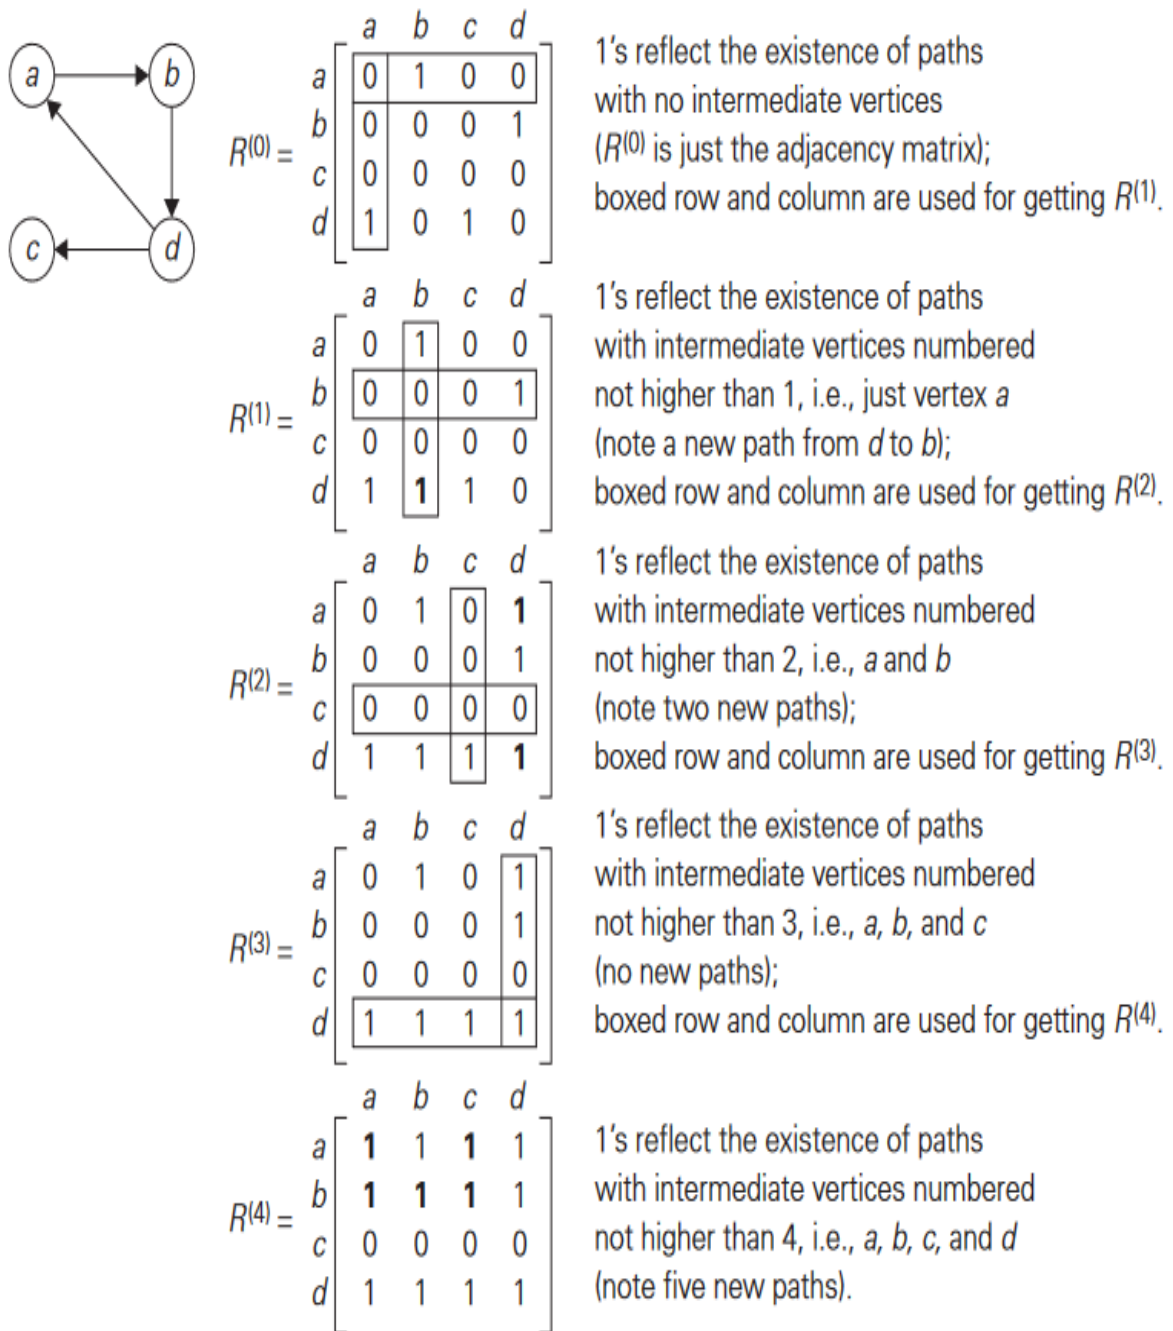 a b
c d
a b c d
R(0) =
a 0 1 0 0
b 0 0 0 1
c 0 0 0 0
d 1 0 1 0
1's reflect the existence of paths
with no intermediate vertices
(R(0) is just the adjacency matrix);
boxed row and column are used for getting R(1).
a b c d
R(1) =
a 0 1 0 0
b 0 0 0 1
c 0 0 0 0
d 1 1 1 0
1's reflect the existence of paths
with intermediate vertices numbered
not higher than 1, i.e., just vertex a
(note a new path from d to b);
boxed row and column are used for getting R(2).
a b c d
R(2) =
a 0 1 0 1
b 0 0 0 1
c 0 0 0 0
d 1 1 1 1
1's reflect the existence of paths
with intermediate vertices numbered
not higher than 2, i.e., a and b
(note two new paths);
boxed row and column are used for getting R(3).
a b c d
R(3) =
a 0 1 0 1
b 0 0 0 1
c 0 0 0 0
d 1 1 1 1
1's reflect the existence of paths
with intermediate vertices numbered
not higher than 3, i.e., a, b, and c
(no new paths);
boxed row and column are used for getting R(4).
a b c d
R(4) =
a 1 1 1 1
b 1 1 1 1
c 0 0 0 0
d 1 1 1 1
1's reflect the existence of paths
with intermediate vertices numbered
not higher than 4, i.e., a, b, c, and d
(note five new paths).